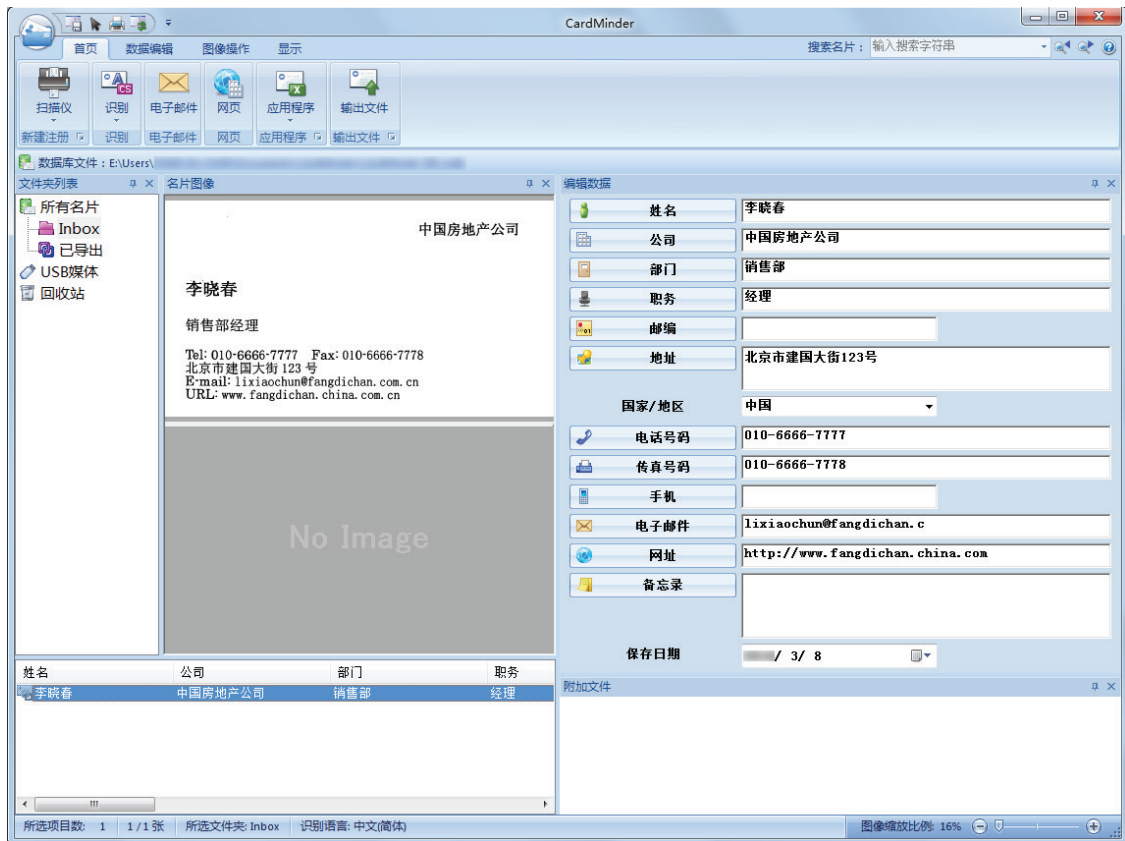 CardMinder
首页 数据编辑 图像操作 显示 搜素名片： 输入搜索字符串
扫描仪 识别 电子邮件 网页 应用程序 输出文件
新建注册 识别 电子邮件 网页 应用程序 输出文件
数据库文件：E:\Users\
文件夹列表 名片图像 编辑数据
所有名片
Inbox
已导出
USB媒体
回收站
中国房地产公司
李晓春
销售部经理
Tel: 010-6666-7777 Fax: 010-6666-7778
北京市建国大街 123 号
E-mail: lixiaochun@fangdichan.com.cn
URL: www.fangdichan.china.com.cn
No Image
姓名 李晓春
公司 中国房地产公司
部门 销售部
职务 经理
邮编
地址 北京市建国大街123号
国家/地区 中国
电话号码 010-6666-7777
传真号码 010-6666-7778
手机
电子邮件 lixiaochun@fangdichan.c
网址 http://www.fangdichan.china.com
备忘录
保存日期 / 3/ 8
姓名 公司 部门 职务
李晓春 中国房地产公司 销售部 经理
附加文件
所选项目数: 1 1/1张 所选文件夹: Inbox 识别语言: 中文(简体) 图像缩放比例: 16%